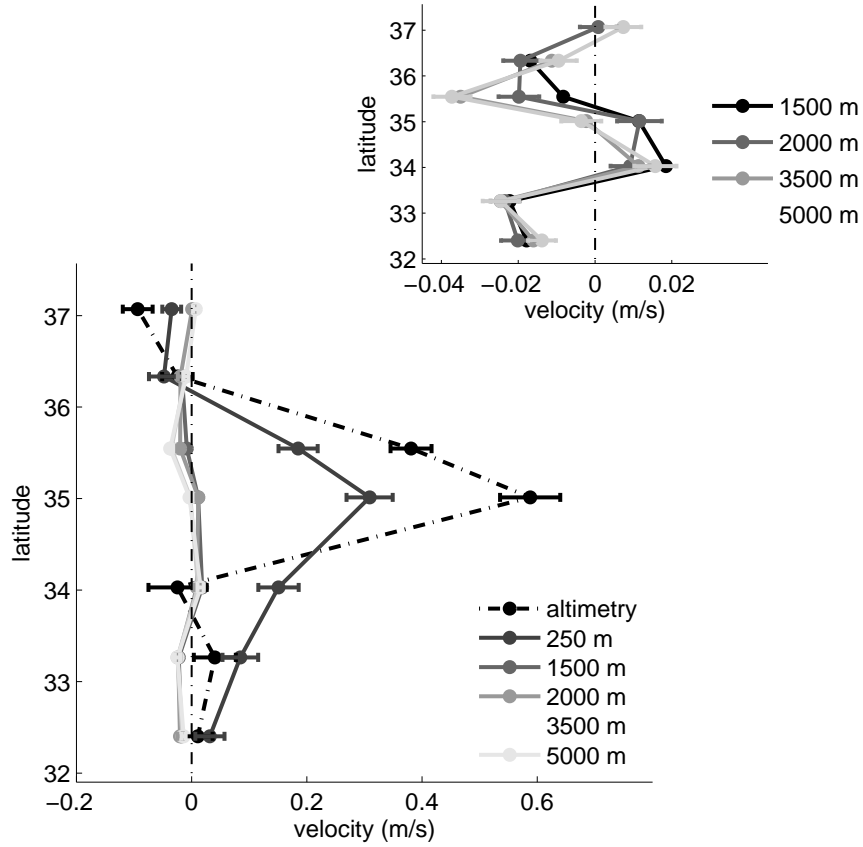 37
36
35
34
33
32
latitude
−0.04 −0.02 0 0.02
velocity (m/s)
1500 m
2000 m
3500 m
5000 m
37
36
35
34
33
32
latitude
−0.2 0 0.2 0.4 0.6
velocity (m/s)
altimetry
250 m
1500 m
2000 m
3500 m
5000 m